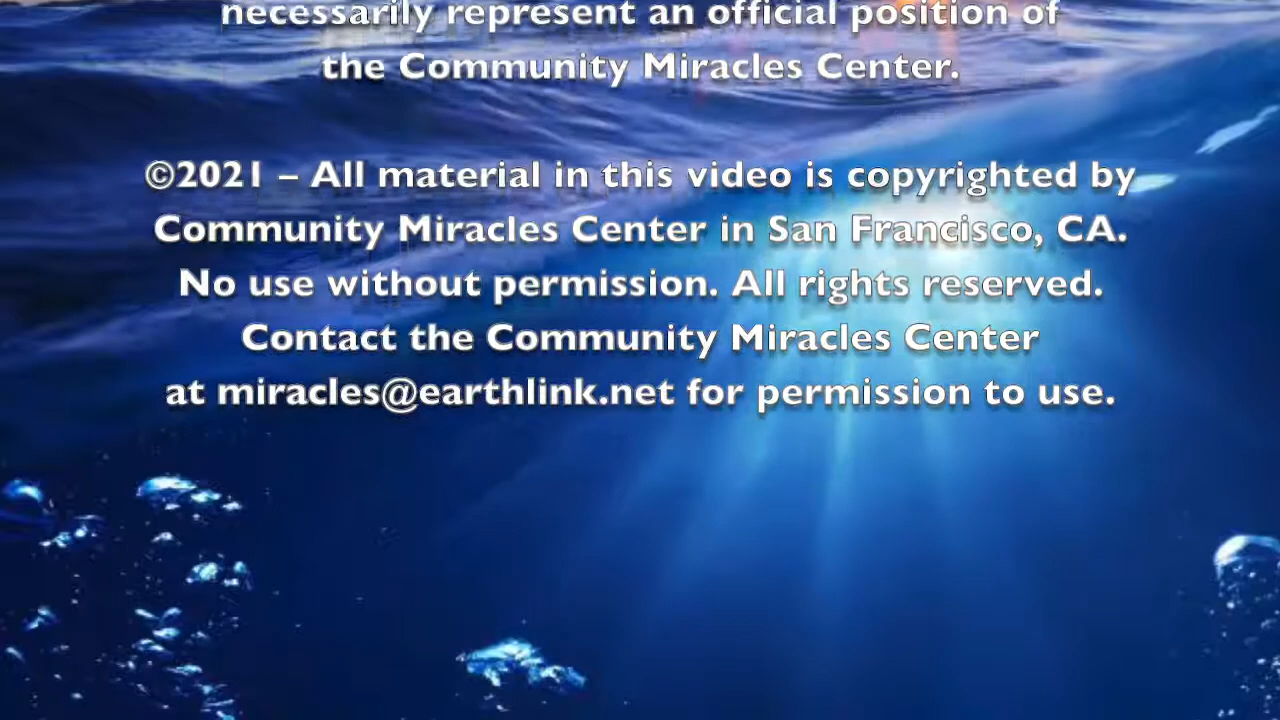 necessarily represent an official position of
the Community Miracles Center.
©2021 – All material in this video is copyrighted by
Community Miracles Center in San Francisco, CA.
No use without permission. All rights reserved.
Contact the Community Miracles Center
at miracles@earthlink.net for permission to use.